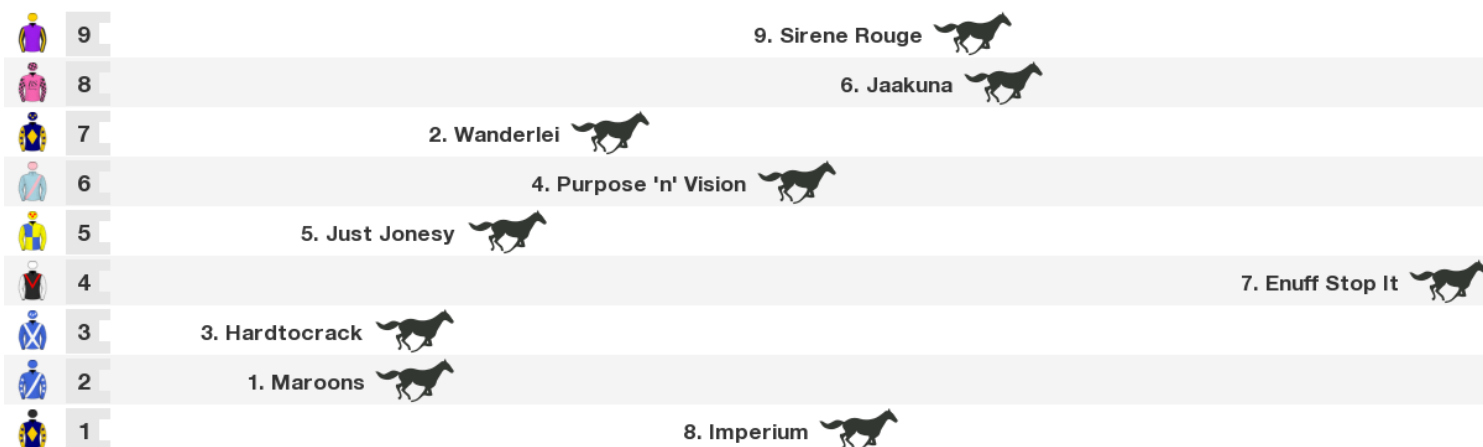 9 9. Sirene Rouge
8 6. Jaakuna
7 2. Wanderlei
6 4. Purpose 'n' Vision
5 5. Just Jonesy
4 7. Enuff Stop It
3 3. Hardtocrack
2 1. Maroons
1 8. Imperium